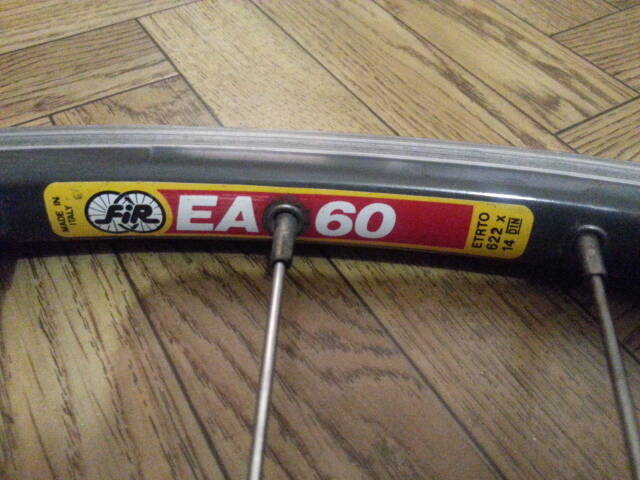 MADE IN
ITALY
FiR
EA 60
ETRTO
622 x
14 DIN